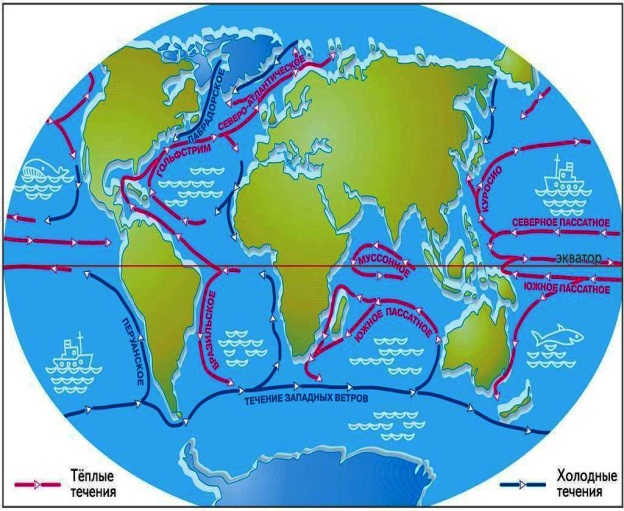 ЛАБРАДОРСКОЕ
СЕВЕРО-АТЛАНТИЧЕСКОЕ
ГОЛЬФСТРИМ
КУРОСИО
СЕВЕРНОЕ ПАССАТНОЕ
МУССОННОЕ
экватор
ЮЖНОЕ ПАССАТНОЕ
ПЕРУАНСКОЕ
БРАЗИЛЬСКОЕ
ЮЖНОЕ ПАССАТНОЕ
ТЕЧЕНИЕ ЗАПАДНЫХ ВЕТРОВ
Тёплые
течения
Холодные
течения